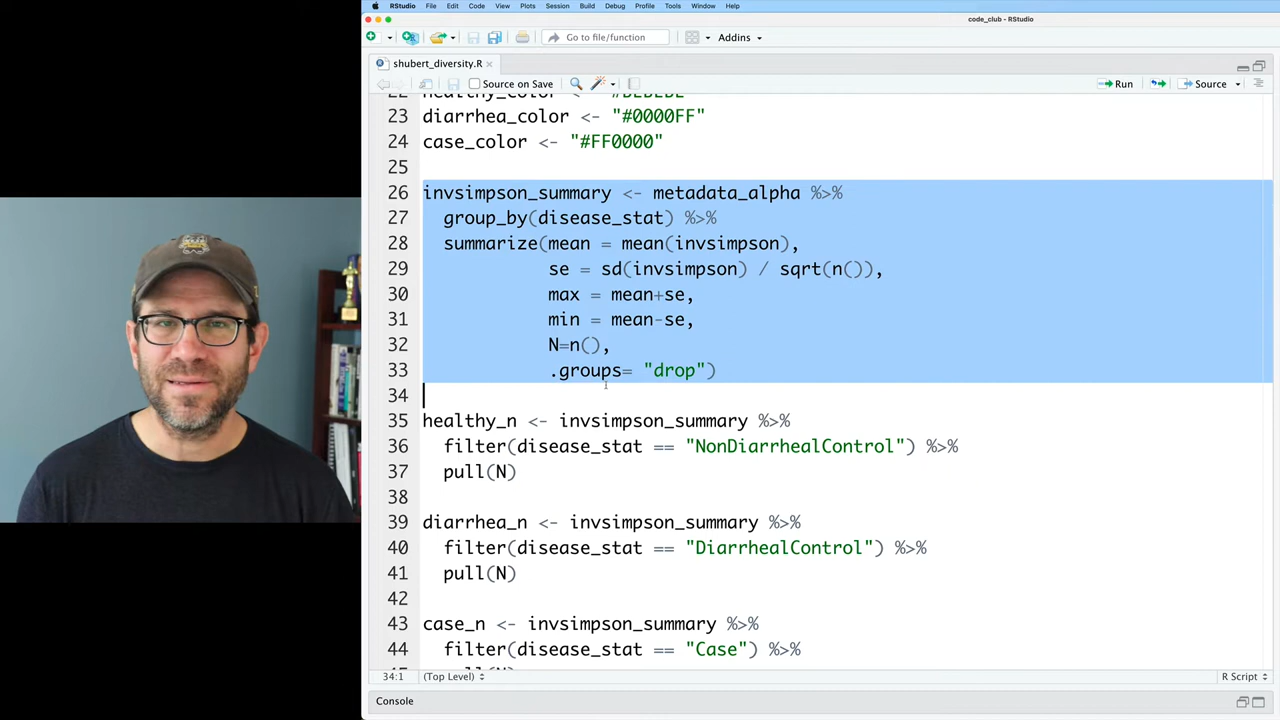 RStudio File Edit Code View Plots Session Build Debug Profile Tools Window Help
code_club - RStudio
Go to file/function Addins
shubert_diversity.R
Source on Save Run Source
23 diarrhea_color <- "#0000FF"
24 case_color <- "#FF0000"
25
26 invsimpson_summary <- metadata_alpha %>%
27 group_by(disease_stat) %>%
28 summarize(mean = mean(invsimpson),
29 se = sd(invsimpson) / sqrt(n()),
30 max = mean+se,
31 min = mean-se,
32 N=n(),
33 .groups= "drop")
34
35 healthy_n <- invsimpson_summary %>%
36 filter(disease_stat == "NonDiarrhealControl") %>%
37 pull(N)
38
39 diarrhea_n <- invsimpson_summary %>%
40 filter(disease_stat == "DiarrhealControl") %>%
41 pull(N)
42
43 case_n <- invsimpson_summary %>%
44 filter(disease_stat == "Case") %>%
34:1 (Top Level) R Script
Console